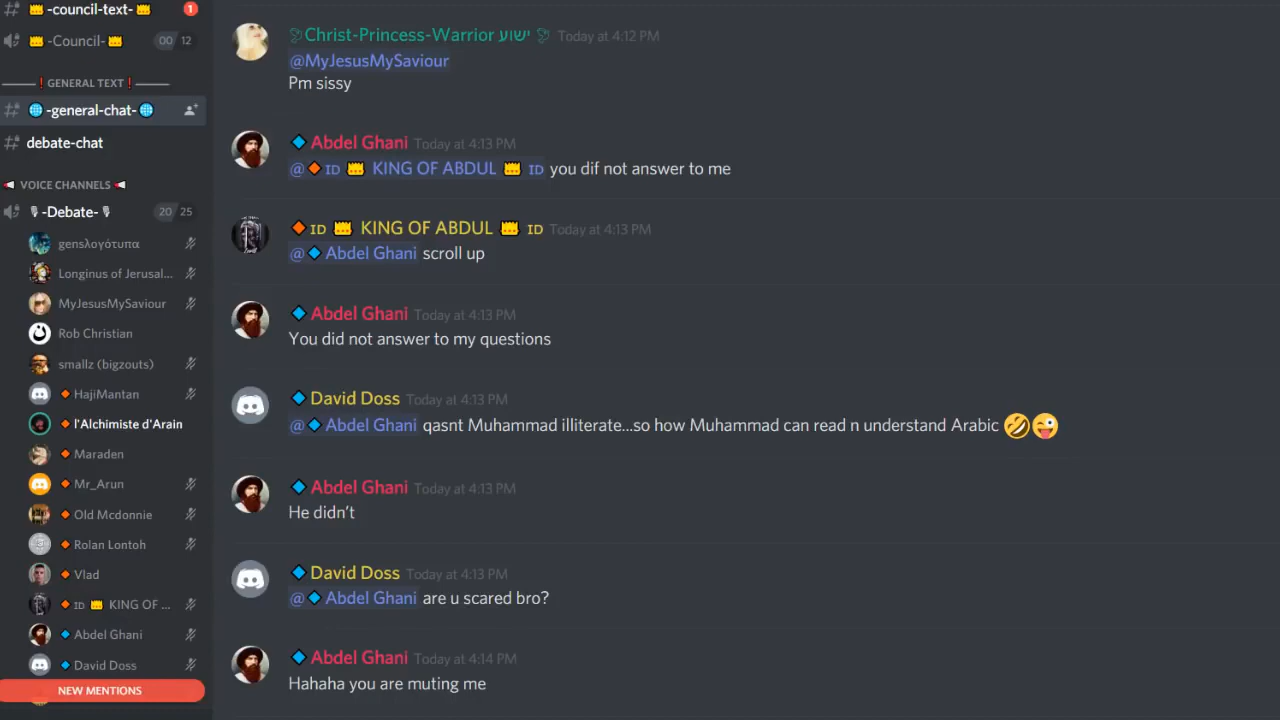 -council-text-
1
-Council-
00 12
GENERAL TEXT
-general-chat-
debate-chat
VOICE CHANNELS
-Debate-
20 25
genслоγότυπα
Longinus of Jerusal...
MyJesusMySaviour
Rob Christian
smallz (bigzouts)
HajiMantan
l'Alchimiste d'Arain
Maraden
Mr_Arun
Old Mcdonnie
Rolan Lontoh
Vlad
ID 👑 KING OF ...
Abdel Ghani
David Doss
NEW MENTIONS
Christ-Princess-Warrior ישוע Today at 4:12 PM
@MyJesusMySaviour
Pm sissy
Abdel Ghani Today at 4:13 PM
@🔶 ID 👑 KING OF ABDUL 👑 ID you dif not answer to me
🔶 ID 👑 KING OF ABDUL 👑 ID Today at 4:13 PM
@🔷 Abdel Ghani scroll up
Abdel Ghani Today at 4:13 PM
You did not answer to my questions
David Doss Today at 4:13 PM
@🔷 Abdel Ghani qasnt Muhammad illiterate...so how Muhammad can read n understand Arabic 🤣😜
Abdel Ghani Today at 4:13 PM
He didn't
David Doss Today at 4:13 PM
@🔷 Abdel Ghani are u scared bro?
Abdel Ghani Today at 4:14 PM
Hahaha you are muting me